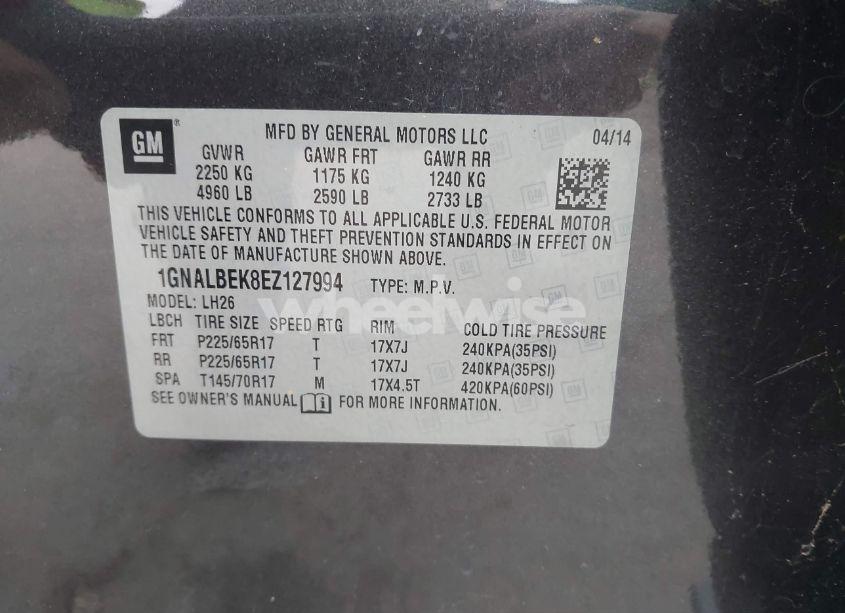 GM®
MFD BY GENERAL MOTORS LLC 04/14
GVWR GAWR FRT GAWR RR
2250 KG 1175 KG 1240 KG
4960 LB 2590 LB 2733 LB
THIS VEHICLE CONFORMS TO ALL APPLICABLE U.S. FEDERAL MOTOR
VEHICLE SAFETY AND THEFT PREVENTION STANDARDS IN EFFECT ON
THE DATE OF MANUFACTURE SHOWN ABOVE.
1GNALBEK8EZ127994 TYPE: M.P.V.
MODEL: LH26
wheelwise
LBCH TIRE SIZE SPEED RTG RIM COLD TIRE PRESSURE
FRT P225/65R17 T 17X7J 240KPA(35PSI)
RR P225/65R17 T 17X7J 240KPA(35PSI)
SPA T145/70R17 M 17X4.5T 420KPA(60PSI)
SEE OWNER'S MANUAL FOR MORE INFORMATION.